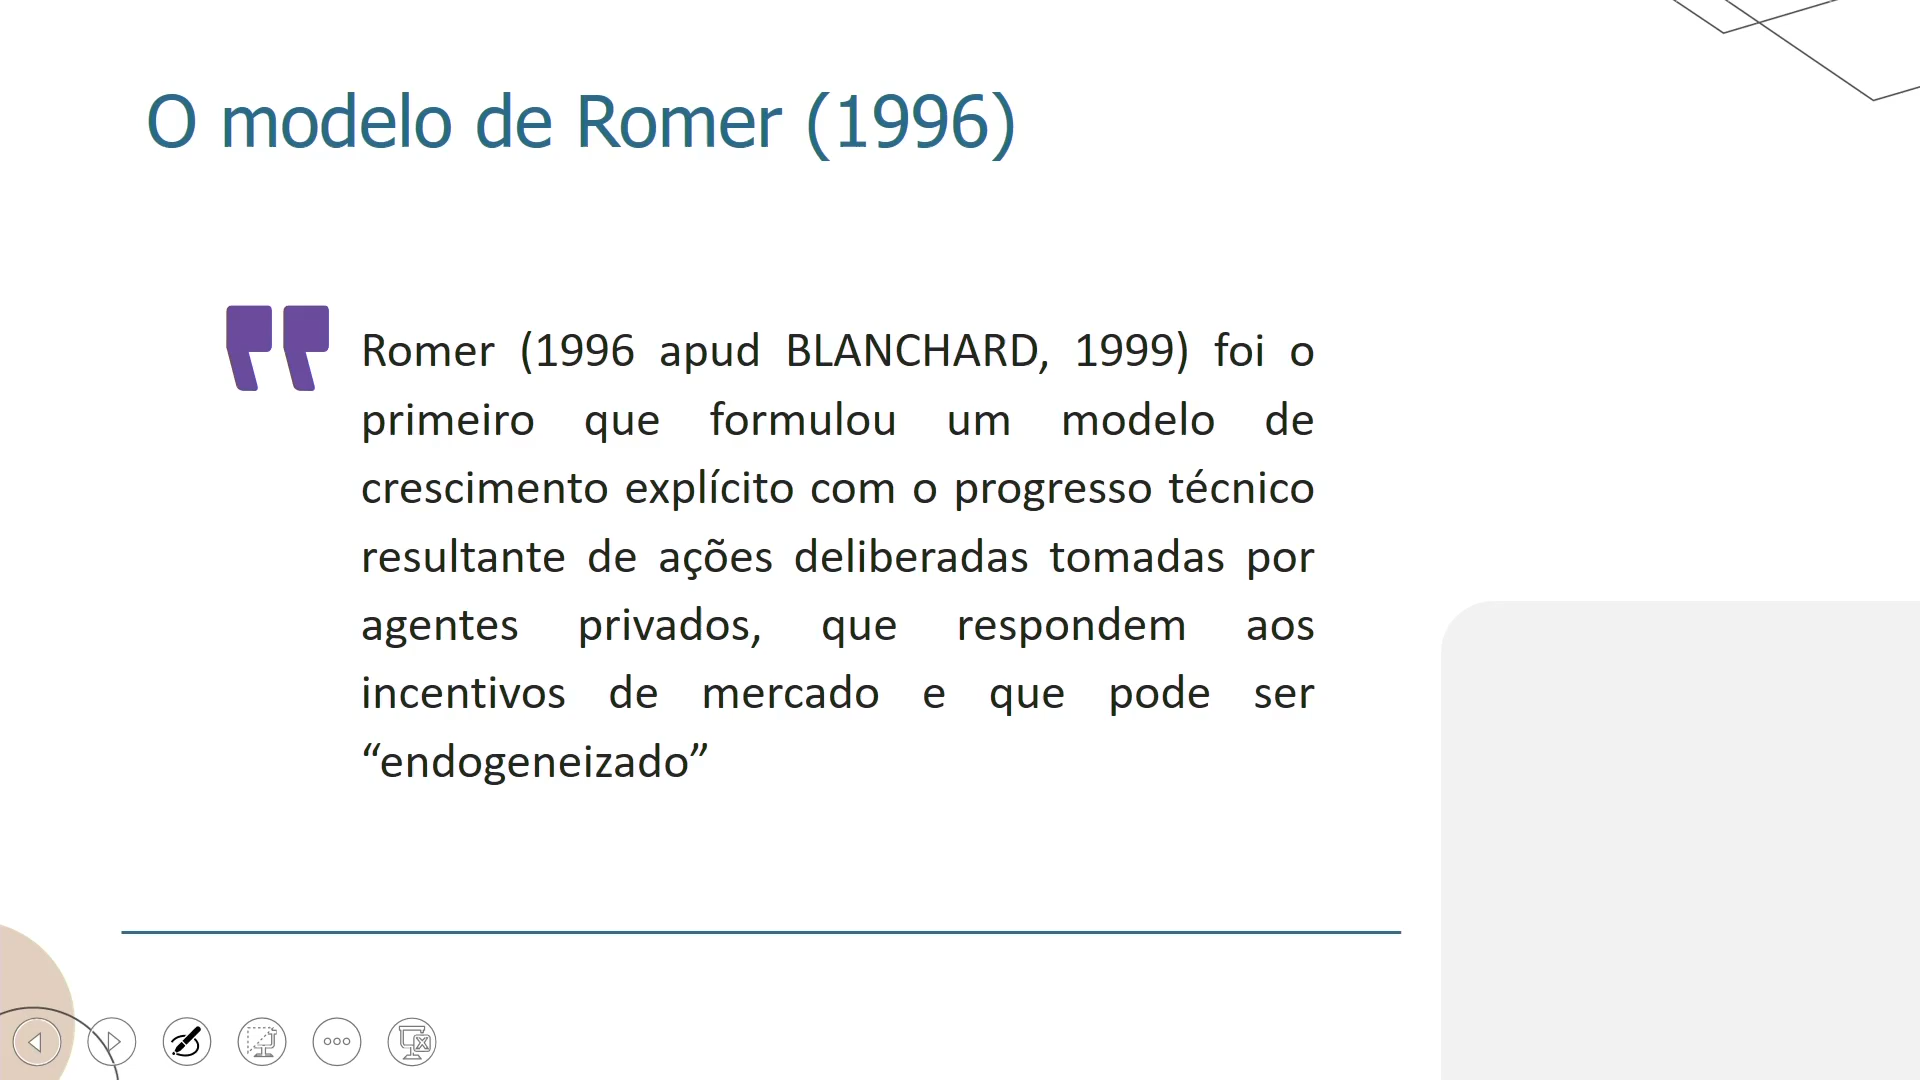 O modelo de Romer (1996)
Romer (1996 apud BLANCHARD, 1999) foi o
primeiro que formulou um modelo de
crescimento explícito com o progresso técnico
resultante de ações deliberadas tomadas por
agentes privados, que respondem aos
incentivos de mercado e que pode ser
“endogeneizado”